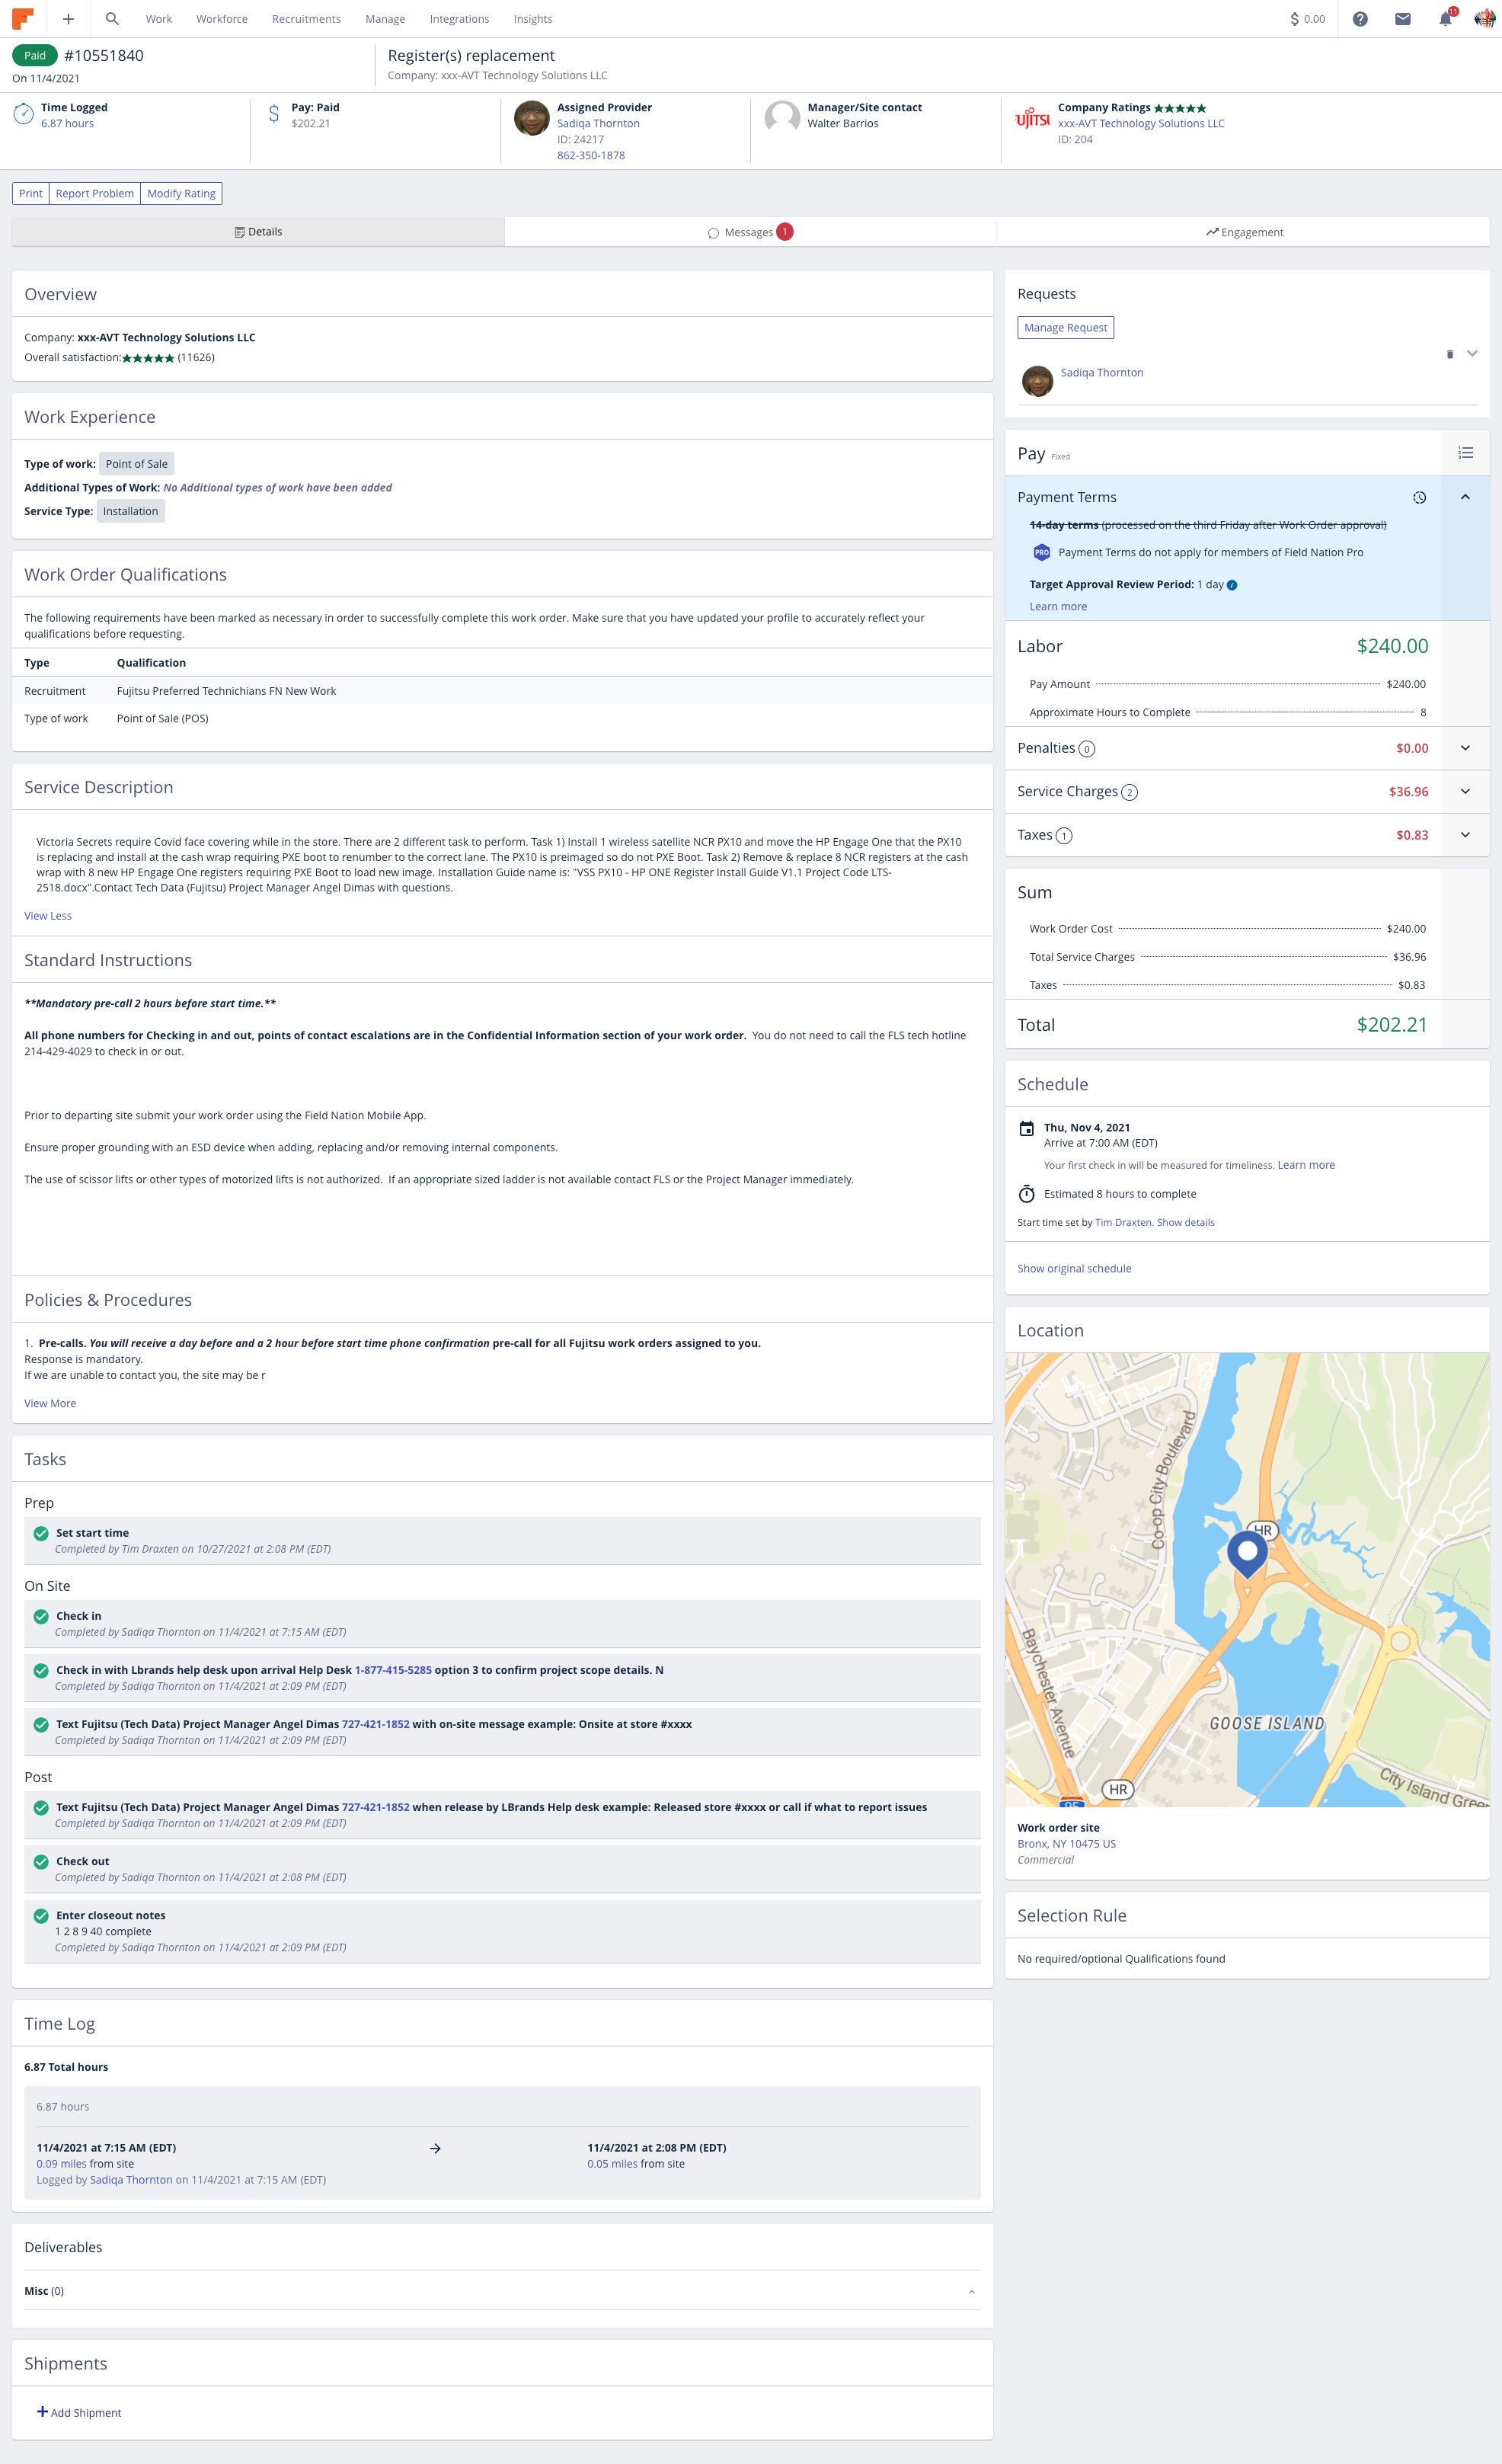 Work Workforce Recruitments Manage Integrations Insights
$ 0.00
11
Paid #10551840
On 11/4/2021
Register(s) replacement
Company: xxx-AVT Technology Solutions LLC
Time Logged
6.87 hours
Pay: Paid
$202.21
Assigned Provider
Sadiqa Thornton
ID: 24217
862-350-1878
Manager/Site contact
Walter Barrios
Company Ratings ★★★★★
xxx-AVT Technology Solutions LLC
ID: 204
Print Report Problem Modify Rating
Details
Messages 1
Engagement
Overview
Company: xxx-AVT Technology Solutions LLC
Overall satisfaction:★★★★★ (11626)
Work Experience
Type of work: Point of Sale
Additional Types of Work: No Additional types of work have been added
Service Type: Installation
Work Order Qualifications
The following requirements have been marked as necessary in order to successfully complete this work order. Make sure that you have updated your profile to accurately reflect your
qualifications before requesting.
Type Qualification
Recruitment Fujitsu Preferred Technichians FN New Work
Type of work Point of Sale (POS)
Service Description
Victoria Secrets require Covid face covering while in the store. There are 2 different task to perform. Task 1) Install 1 wireless satellite NCR PX10 and move the HP Engage One that the PX10
is replacing and install at the cash wrap requiring PXE boot to renumber to the correct lane. The PX10 is preimaged so do not PXE Boot. Task 2) Remove & replace 8 NCR registers at the cash
wrap with 8 new HP Engage One registers requiring PXE Boot to load new image. Installation Guide name is: "VSS PX10 - HP ONE Register Install Guide V1.1 Project Code LTS-
2518.docx".Contact Tech Data (Fujitsu) Project Manager Angel Dimas with questions.
View Less
Standard Instructions
**Mandatory pre-call 2 hours before start time.**
All phone numbers for Checking in and out, points of contact escalations are in the Confidential Information section of your work order. You do not need to call the FLS tech hotline
214-429-4029 to check in or out.
Prior to departing site submit your work order using the Field Nation Mobile App.
Ensure proper grounding with an ESD device when adding, replacing and/or removing internal components.
The use of scissor lifts or other types of motorized lifts is not authorized. If an appropriate sized ladder is not available contact FLS or the Project Manager immediately.
Policies & Procedures
1. Pre-calls. You will receive a day before and a 2 hour before start time phone confirmation pre-call for all Fujitsu work orders assigned to you.
Response is mandatory.
If we are unable to contact you, the site may be r
View More
Tasks
Prep
Set start time
Completed by Tim Draxten on 10/27/2021 at 2:08 PM (EDT)
On Site
Check in
Completed by Sadiqa Thornton on 11/4/2021 at 7:15 AM (EDT)
Check in with Lbrands help desk upon arrival Help Desk 1-877-415-5285 option 3 to confirm project scope details. N
Completed by Sadiqa Thornton on 11/4/2021 at 2:09 PM (EDT)
Text Fujitsu (Tech Data) Project Manager Angel Dimas 727-421-1852 with on-site message example: Onsite at store #xxxx
Completed by Sadiqa Thornton on 11/4/2021 at 2:09 PM (EDT)
Post
Text Fujitsu (Tech Data) Project Manager Angel Dimas 727-421-1852 when release by LBrands Help desk example: Released store #xxxx or call if what to report issues
Completed by Sadiqa Thornton on 11/4/2021 at 2:09 PM (EDT)
Check out
Completed by Sadiqa Thornton on 11/4/2021 at 2:08 PM (EDT)
Enter closeout notes
1 2 8 9 40 complete
Completed by Sadiqa Thornton on 11/4/2021 at 2:09 PM (EDT)
Time Log
6.87 Total hours
6.87 hours
11/4/2021 at 7:15 AM (EDT) → 11/4/2021 at 2:08 PM (EDT)
0.09 miles from site 0.05 miles from site
Logged by Sadiqa Thornton on 11/4/2021 at 7:15 AM (EDT)
Deliverables
Misc (0)
Shipments
+ Add Shipment
Requests
Manage Request
Sadiqa Thornton
Pay Fixed
Payment Terms
14-day terms (processed on the third Friday after Work Order approval)
PRO Payment Terms do not apply for members of Field Nation Pro
Target Approval Review Period: 1 day
Learn more
Labor $240.00
Pay Amount $240.00
Approximate Hours to Complete 8
Penalties 0 $0.00
Service Charges 2 $36.96
Taxes 1 $0.83
Sum
Work Order Cost $240.00
Total Service Charges $36.96
Taxes $0.83
Total $202.21
Schedule
Thu, Nov 4, 2021
Arrive at 7:00 AM (EDT)
Your first check in will be measured for timeliness. Learn more
Estimated 8 hours to complete
Start time set by Tim Draxten. Show details
Show original schedule
Location
Co-op City Boulevard
HR
Baychester Avenue
GOOSE ISLAND
HR
95
City Island Gree
Work order site
Bronx, NY 10475 US
Commercial
Selection Rule
No required/optional Qualifications found